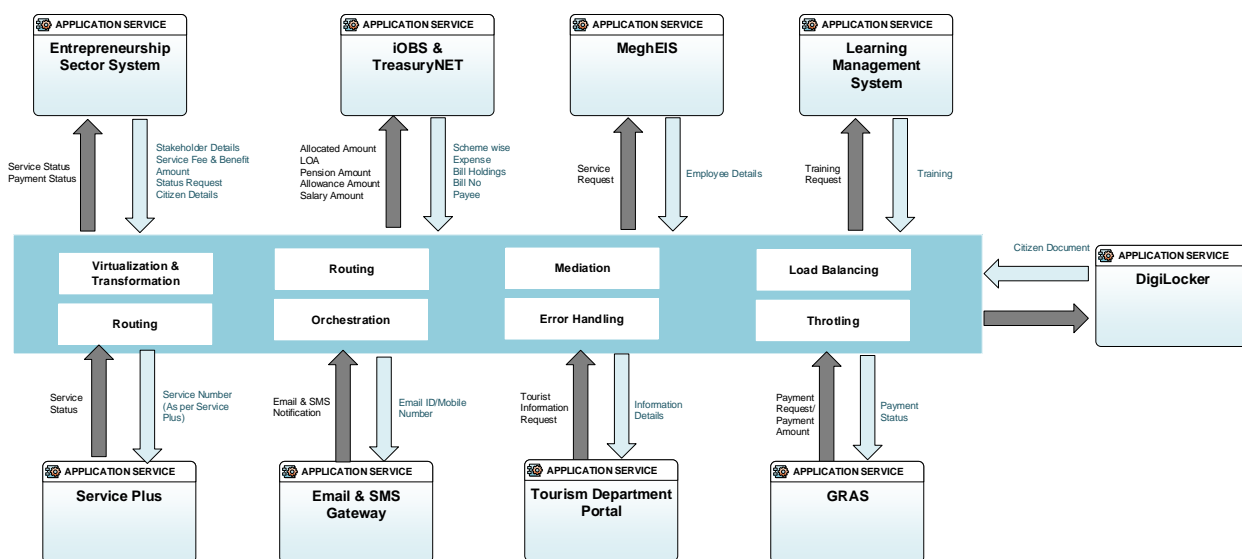 APPLICATION SERVICE
Entrepreneurship
Sector System
APPLICATION SERVICE
iOBS &
TreasuryNET
APPLICATION SERVICE
MeghEIS
APPLICATION SERVICE
Learning
Management
System
Service Status
Payment Status
Stakeholder Details
Service Fee & Benefit
Amount
Status Request
Citizen Details
Allocated Amount
LOA
Pension Amount
Allowance Amount
Salary Amount
Scheme wise
Expense
Bill Holdings
Bill No
Payee
Service
Request
Employee Details
Training
Request
Training
Virtualization &
Transformation
Routing
Mediation
Load Balancing
Routing
Orchestration
Error Handling
Throtling
Citizen Document
APPLICATION SERVICE
DigiLocker
Service
Status
Service Number
(As per Service
Plus)
Email & SMS
Notification
Email ID/Mobile
Number
Tourist
Information
Request
Information
Details
Payment
Request/
Payment
Amount
Payment
Status
APPLICATION SERVICE
Service Plus
APPLICATION SERVICE
Email & SMS
Gateway
APPLICATION SERVICE
Tourism Department
Portal
APPLICATION SERVICE
GRAS